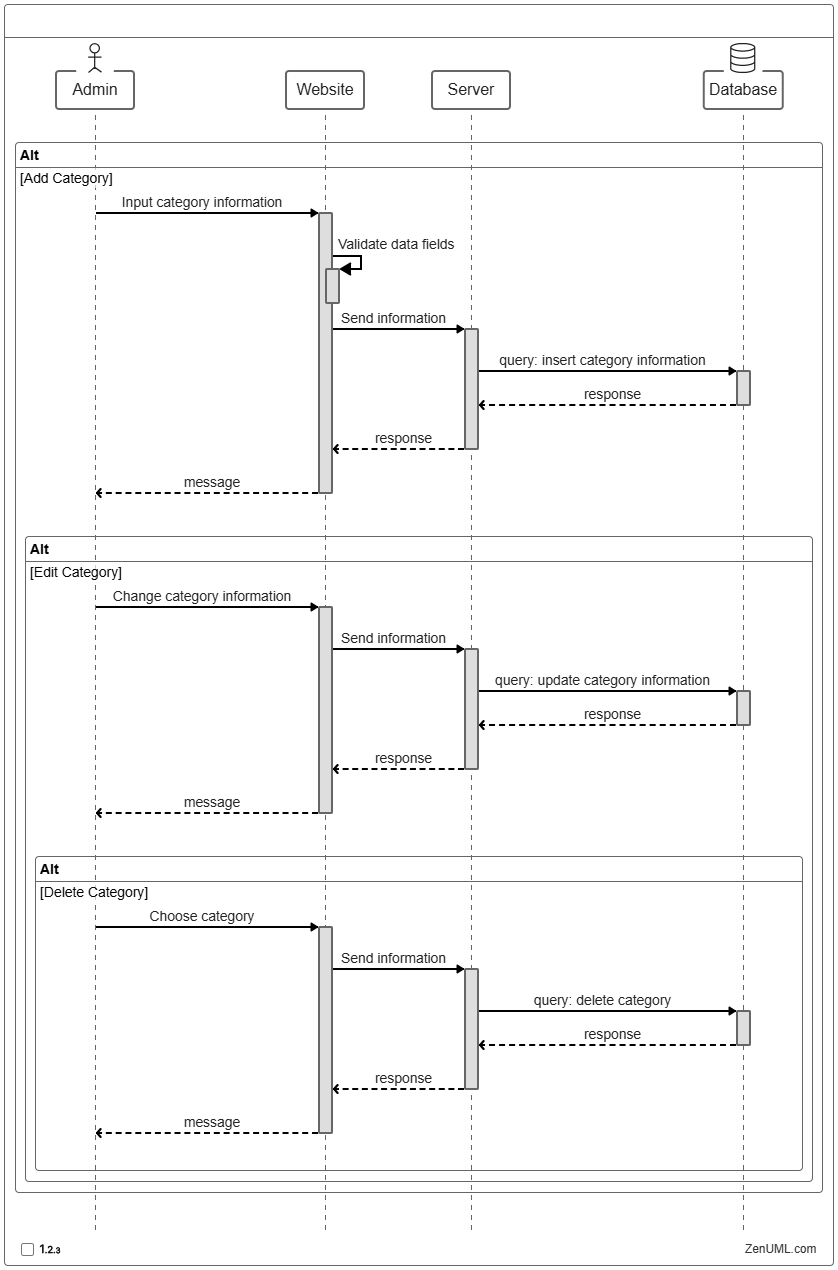 Admin
Website
Server
Database
Alt
[Add Category]
Input category information
Validate data fields
Send information
query: insert category information
response
response
message
Alt
[Edit Category]
Change category information
Send information
query: update category information
response
response
message
Alt
[Delete Category]
Choose category
Send information
query: delete category
response
response
message
1.2.3
ZenUML.com